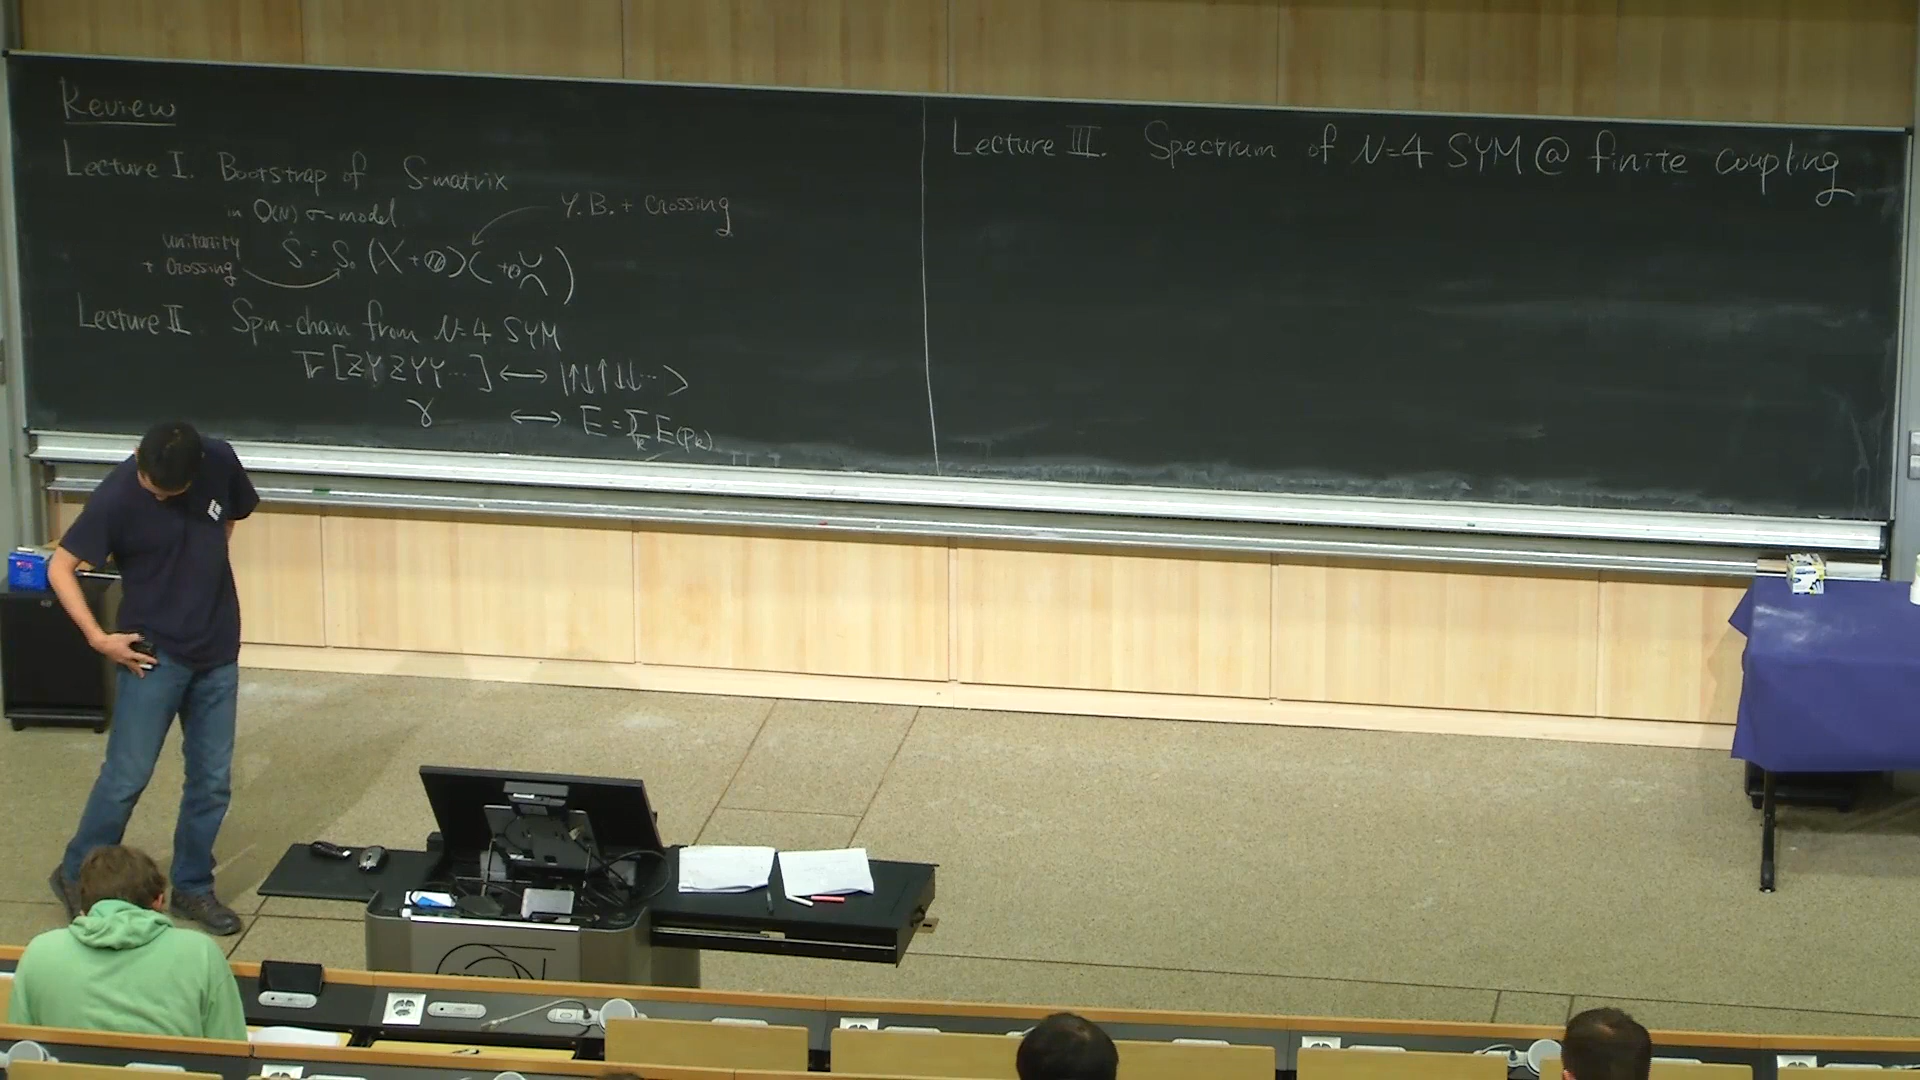 Review
Lecture I. Bootstrap of S-matrix
in O(N) σ-model
Y.B. + Crossing
unitarity
+ Crossing
S = S₀ ( X + )( + )
Lecture II. Spin-chain from N=4 SYM
Tr[ZYZYY...] ↔ |↑↓↑↓↓...⟩
γ ↔ E = Σₖ E(pₖ)
Lecture III. Spectrum of N=4 SYM @ finite coupling